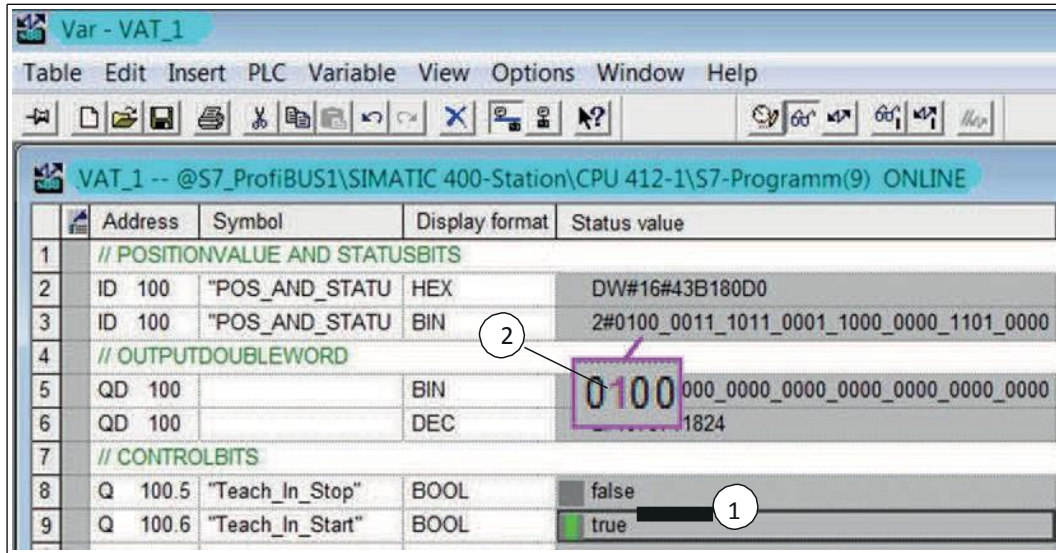 Var - VAT_1
Table Edit Insert PLC Variable View Options Window Help
VAT_1 -- @S7_ProfiBUS1\SIMATIC 400-Station\CPU 412-1\S7-Programm(9) ONLINE
Address Symbol Display format Status value
1 // POSITIONVALUE AND STATUSBITS
2 ID 100 "POS_AND_STATU HEX DW#16#43B180D0
3 ID 100 "POS_AND_STATU BIN 2#0100_0011_1011_0001_1000_0000_1101_0000
2
4 // OUTPUTDOUBLEWORD
5 QD 100 BIN 0100 000_0000_0000_0000_0000_0000_0000
6 QD 100 DEC 1824
7 // CONTROLBITS
8 Q 100.5 "Teach_In_Stop" BOOL false
9 Q 100.6 "Teach_In_Start" BOOL true 1